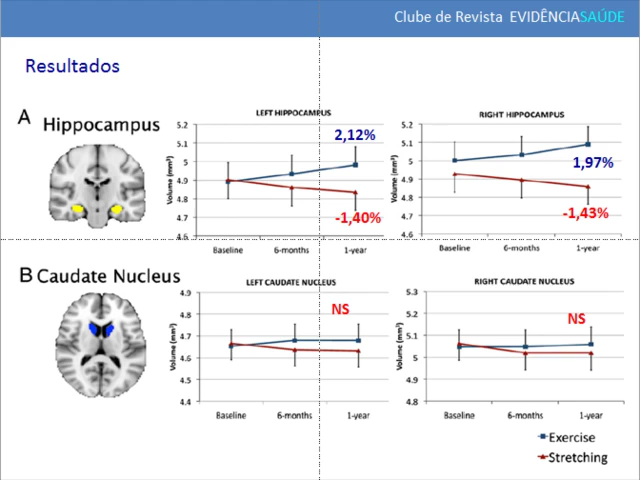 Clube de Revista EVIDÊNCIASAÚDE
Resultados
A
Hippocampus
LEFT HIPPOCAMPUS
Volume (mm³)
5.2
5.1
5
4.9
4.8
4.7
4.6
2,12%
-1,40%
Baseline 6-months 1-year
RIGHT HIPPOCAMPUS
Volume (mm³)
5.2
5.1
5
4.9
4.8
4.7
4.6
1,97%
-1,43%
Baseline 6-months 1-year
B
Caudate Nucleus
LEFT CAUDATE NUCLEUS
Volume (mm³)
4.9
4.8
4.7
4.6
4.5
4.4
NS
Baseline 6-months 1-year
RIGHT CAUDATE NUCLEUS
Volume (mm³)
5.3
5.2
5.1
5
4.9
4.8
NS
Baseline 6-months 1-year
Exercise
Stretching